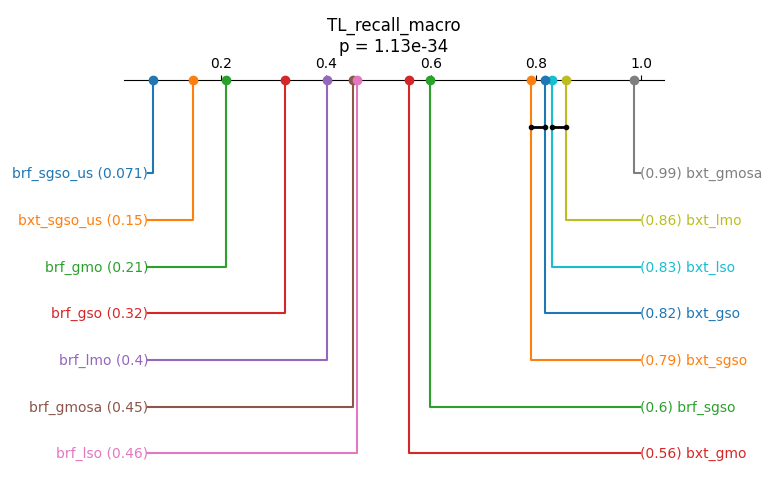 TL_recall_macro
p = 1.13e-34
0.2 0.4 0.6 0.8 1.0
brf_sgso_us (0.071) (0.99) bxt_gmosa
bxt_sgso_us (0.15) (0.86) bxt_lmo
brf_gmo (0.21) (0.83) bxt_lso
brf_gso (0.32) (0.82) bxt_gso
brf_lmo (0.4) (0.79) bxt_sgso
brf_gmosa (0.45) (0.6) brf_sgso
brf_lso (0.46) (0.56) bxt_gmo